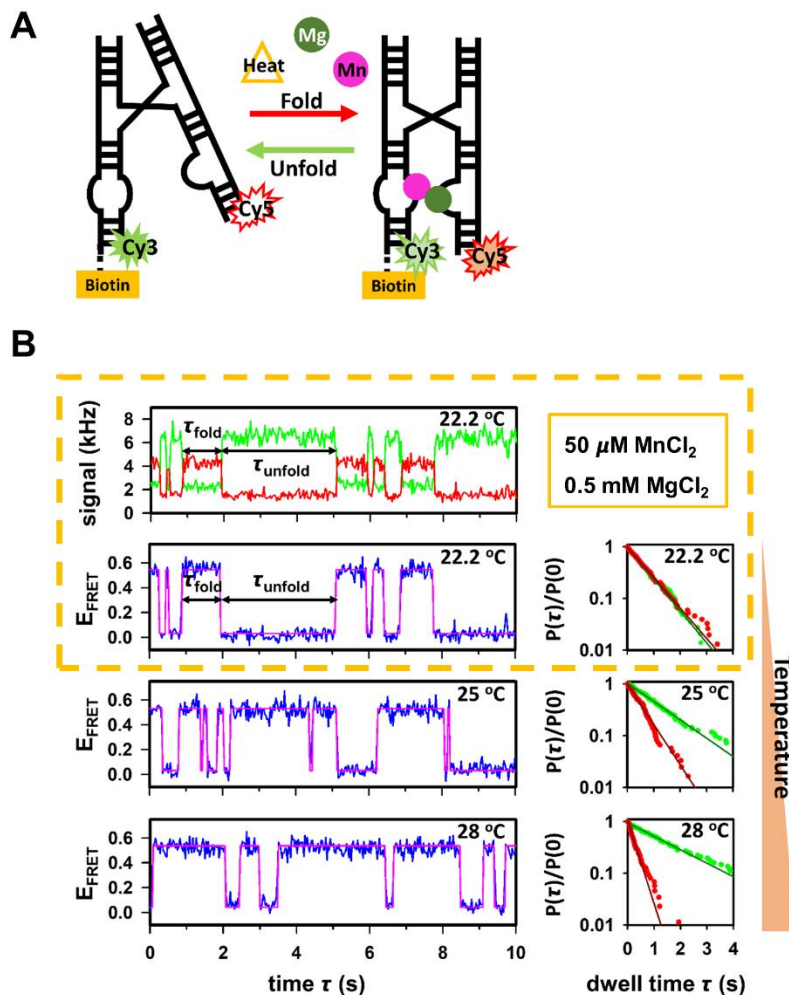 A
Heat
Mg
Mn
Fold
Unfold
Cy3
Cy5
Biotin
Cy3
Cy5
Biotin
B
signal (kHz)
8
6
4
2
0
τfold
τunfold
22.2 °C
50 μM MnCl2
0.5 mM MgCl2
EFRET
0.6
0.4
0.2
0.0
τfold
τunfold
22.2 °C
P(τ)/P(0)
1
0.1
0.01
22.2 °C
EFRET
0.6
0.4
0.2
0.0
25 °C
P(τ)/P(0)
1
0.1
0.01
25 °C
EFRET
0.6
0.4
0.2
0.0
28 °C
P(τ)/P(0)
1
0.1
0.01
28 °C
0 2 4 6 8 10
time τ (s)
0 1 2 3 4
dwell time τ (s)
Temperature